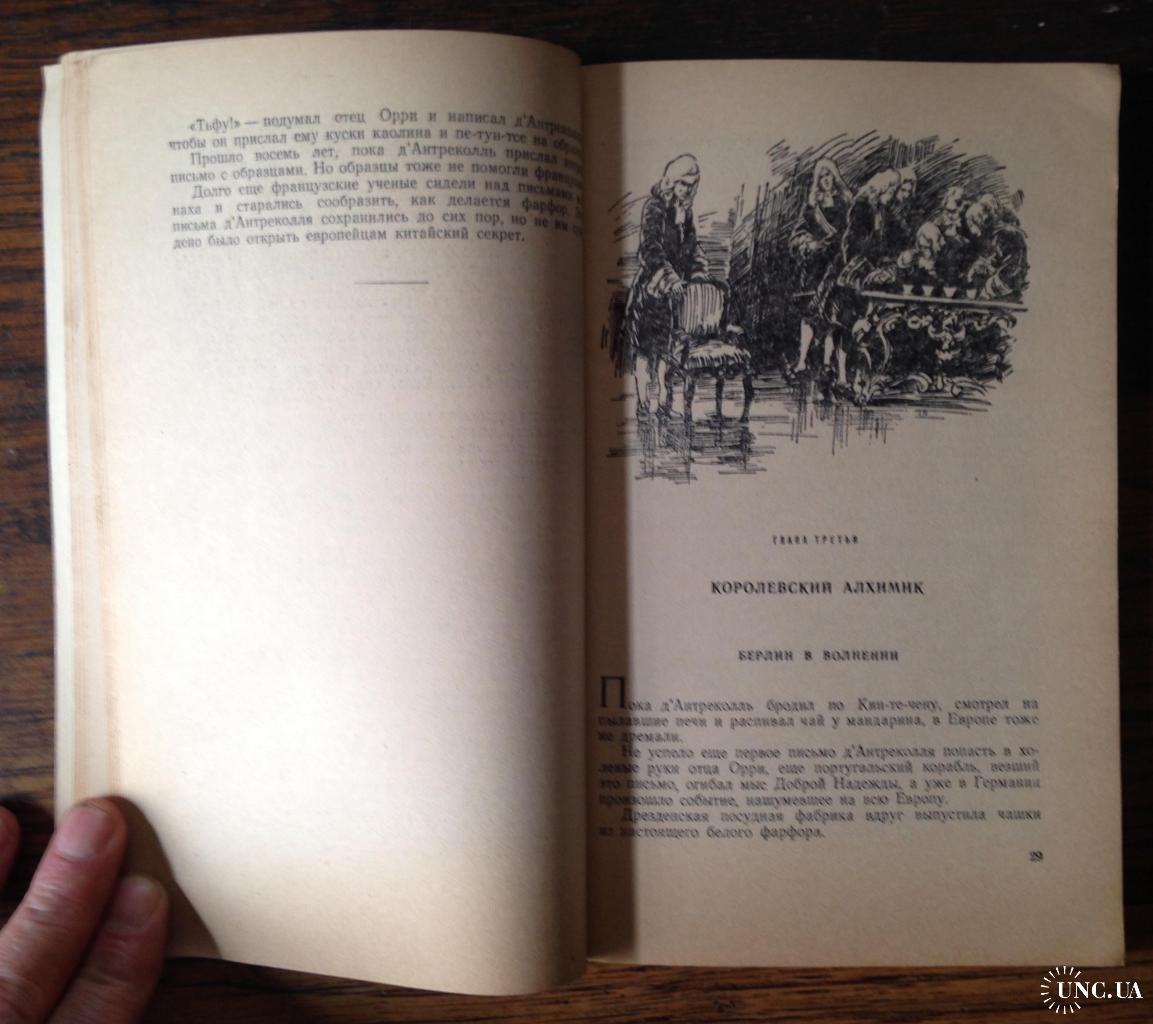 «Тьфу!» — подумал отец Орри и написал д'Антреколлю,
чтобы он прислал ему куски каолина и пе-тун-тсе на
Прошло восемь лет, пока д'Антреколль прислал
письмо с образцами. Но образцы тоже не помогли
Долго еще французские ученые сидели над письмами
наха и старались сообразить, как делается фарфор.
письма д'Антреколля сохранились до сих пор, но не им
дено было открыть европейцам китайский секрет.
ГЛАВА ТРЕТЬЯ
КОРОЛЕВСКИЙ АЛХИМИК
БЕРЛИН В ВОЛНЕНИИ
Пока д'Антреколль бродил по Кин-те-чену, смотрел на
пылавшие печи и распивал чай у мандарина, в Европе тоже
не дремали.
Не успело еще первое письмо д'Антреколля попасть в хо-
леные руки отца Орри, еще португальский корабль, везший
это письмо, огибал мыс Доброй Надежды, а уже в Германии
произошло событие, нашумевшее на всю Европу.
Дрезденская посудная фабрика вдруг выпустила чашки
из настоящего белого фарфора.
29
UNC.UA